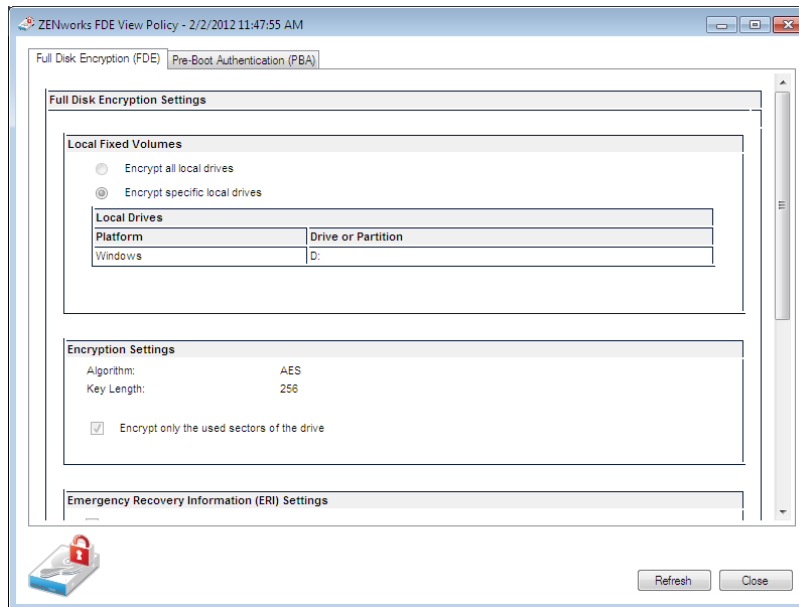 ZENworks FDE View Policy - 2/2/2012 11:47:55 AM
Full Disk Encryption (FDE) Pre-Boot Authentication (PBA)
Full Disk Encryption Settings
Local Fixed Volumes
Encrypt all local drives
Encrypt specific local drives
Local Drives
Platform Drive or Partition
Windows D:
Encryption Settings
Algorithm: AES
Key Length: 256
Encrypt only the used sectors of the drive
Emergency Recovery Information (ERI) Settings
Refresh Close